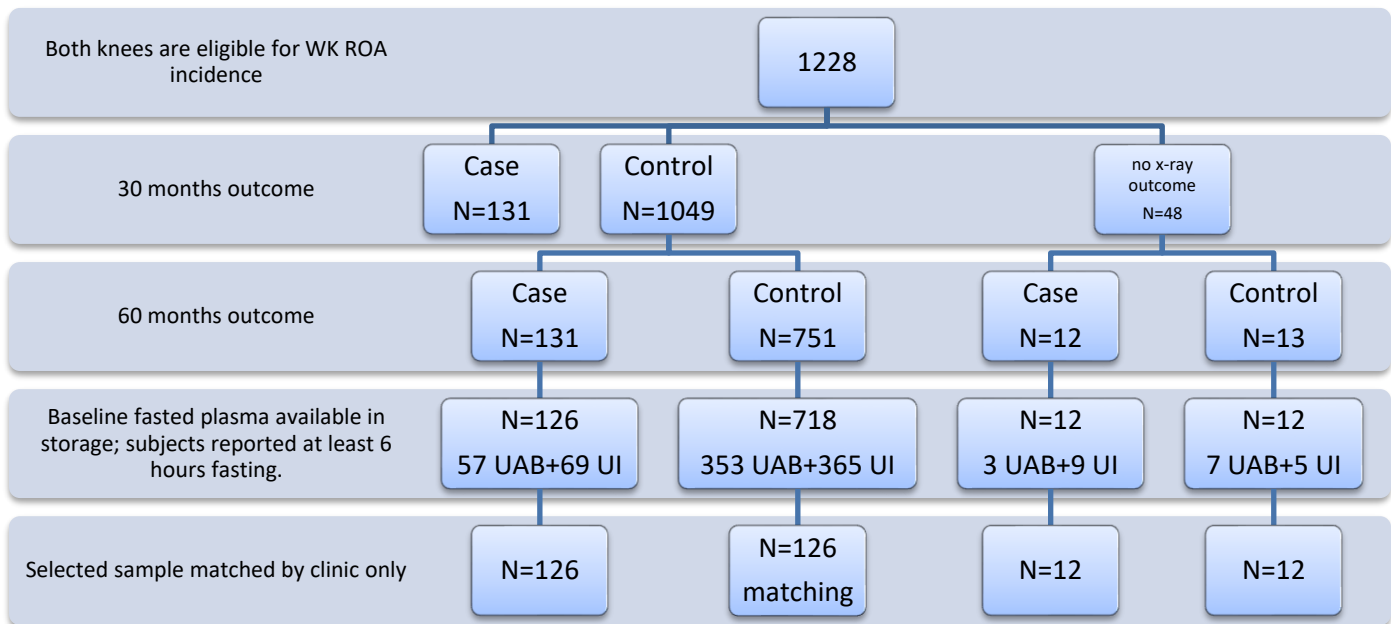 Both knees are eligible for WK ROA
incidence
1228
30 months outcome
Case
N=131
Control
N=1049
no x-ray
outcome
N=48
60 months outcome
Case
N=131
Control
N=751
Case
N=12
Control
N=13
Baseline fasted plasma available in
storage; subjects reported at least 6
hours fasting.
N=126
57 UAB+69 UI
N=718
353 UAB+365 UI
N=12
3 UAB+9 UI
N=12
7 UAB+5 UI
Selected sample matched by clinic only
N=126
N=126
matching
N=12
N=12